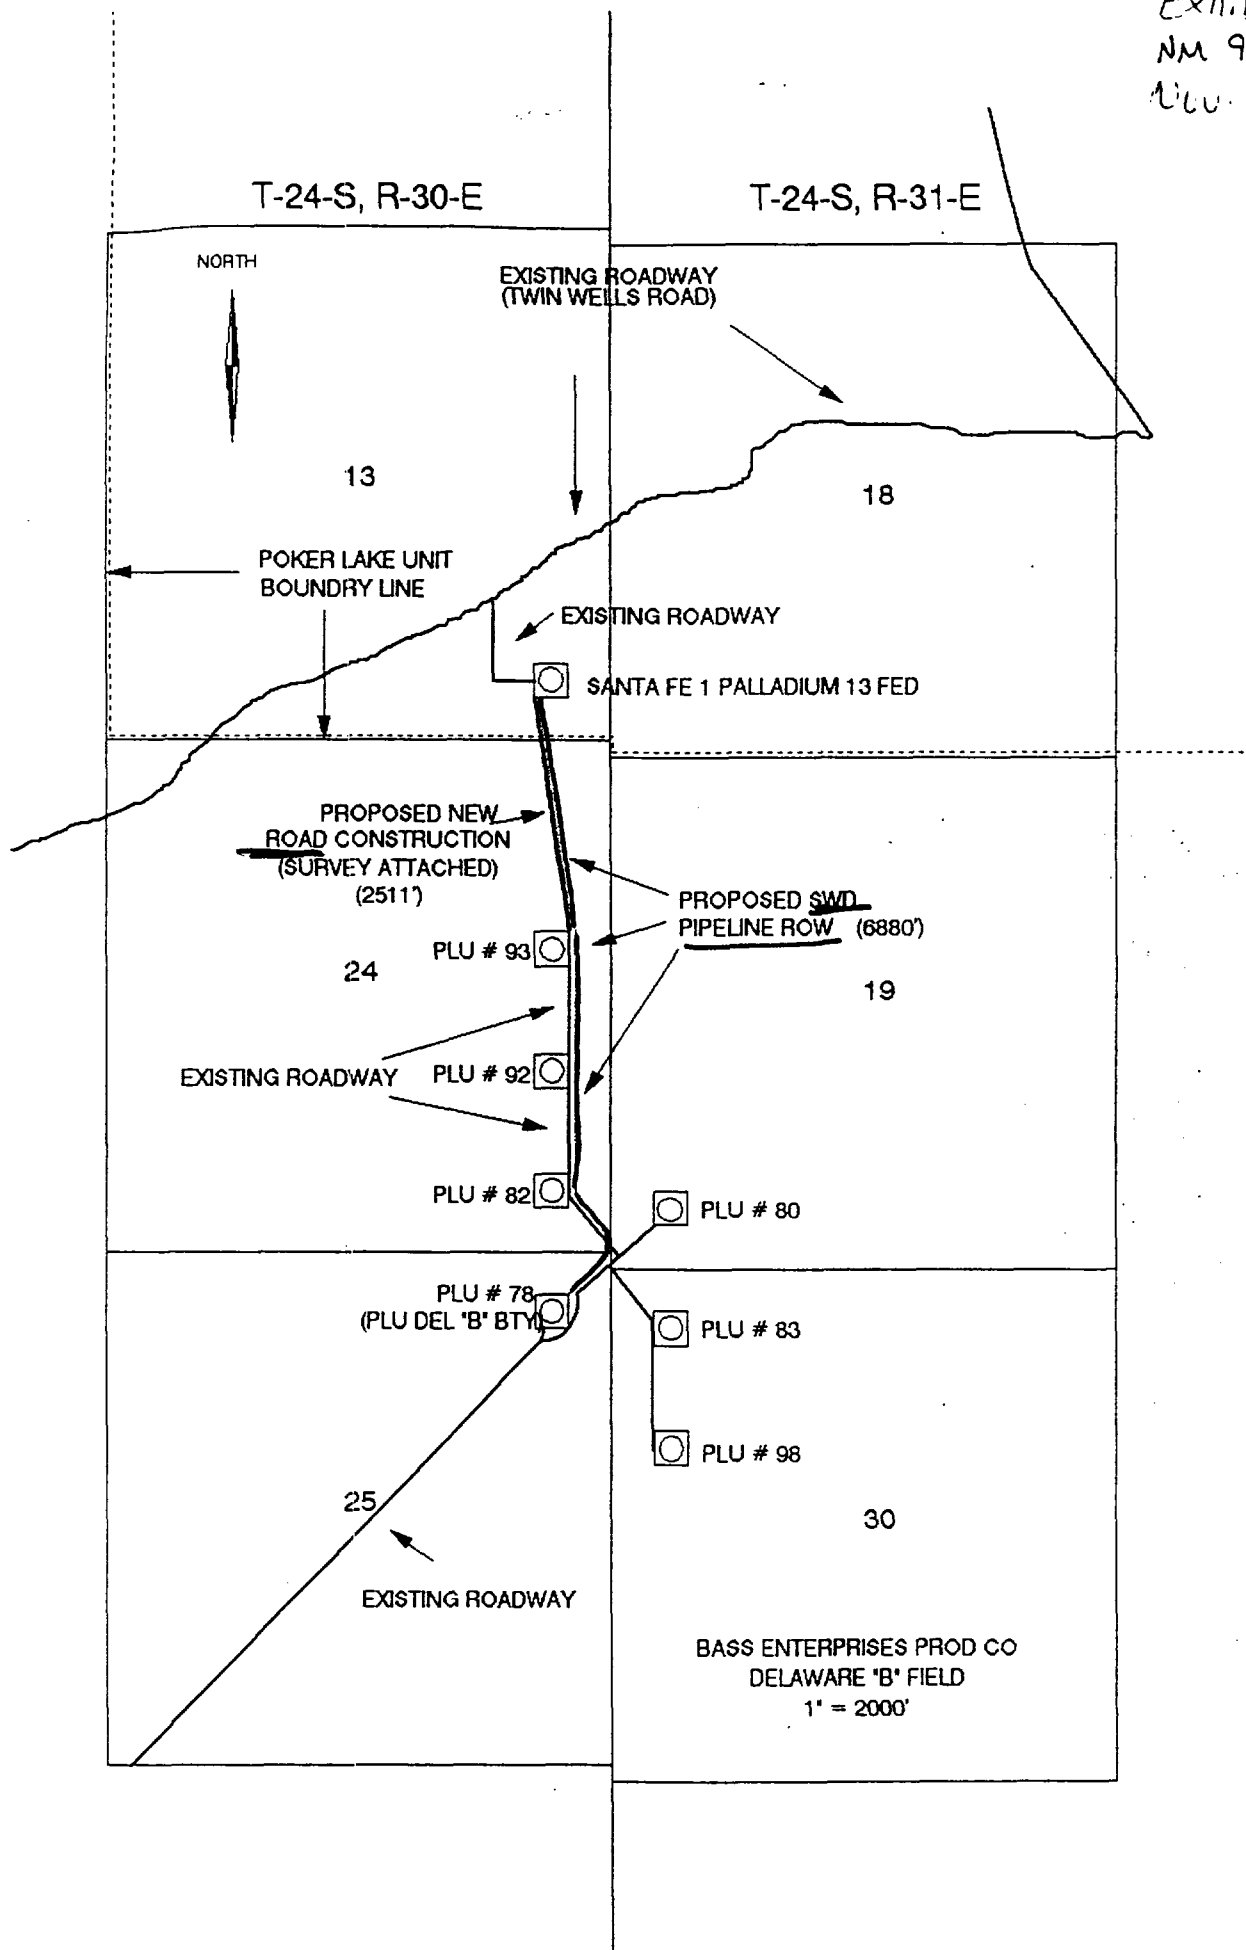 NM 9
T-24-S, R-30-E
T-24-S, R-31-E
NORTH
EXISTING ROADWAY
(TWIN WELLS ROAD)
13
18
POKER LAKE UNIT
BOUNDRY LINE
EXISTING ROADWAY
SANTA FE 1 PALLADIUM 13 FED
PROPOSED NEW
ROAD CONSTRUCTION
(SURVEY ATTACHED)
(2511')
PROPOSED SWD
PIPELINE ROW (6880')
PLU # 93
24
19
EXISTING ROADWAY
PLU # 92
PLU # 82
PLU # 80
PLU # 78
(PLU DEL "B" BTY)
PLU # 83
PLU # 98
25
30
EXISTING ROADWAY
BASS ENTERPRISES PROD CO
DELAWARE "B" FIELD
1" = 2000'